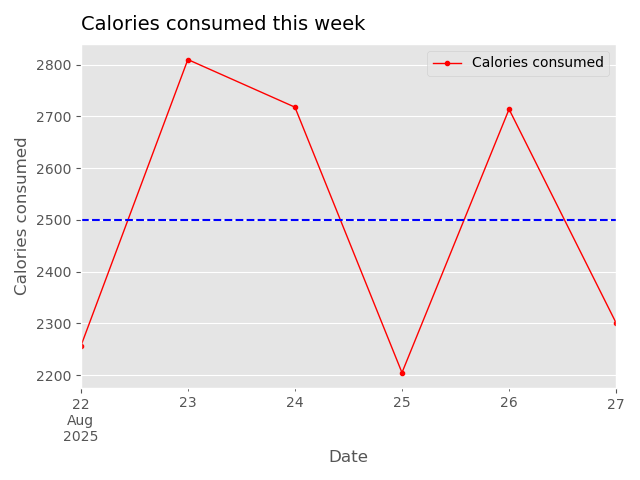 Calories consumed this week
Calories consumed
2800
2700
2600
2500
2400
2300
2200
Calories consumed
22 23 24 25 26 27
Aug
2025
Date